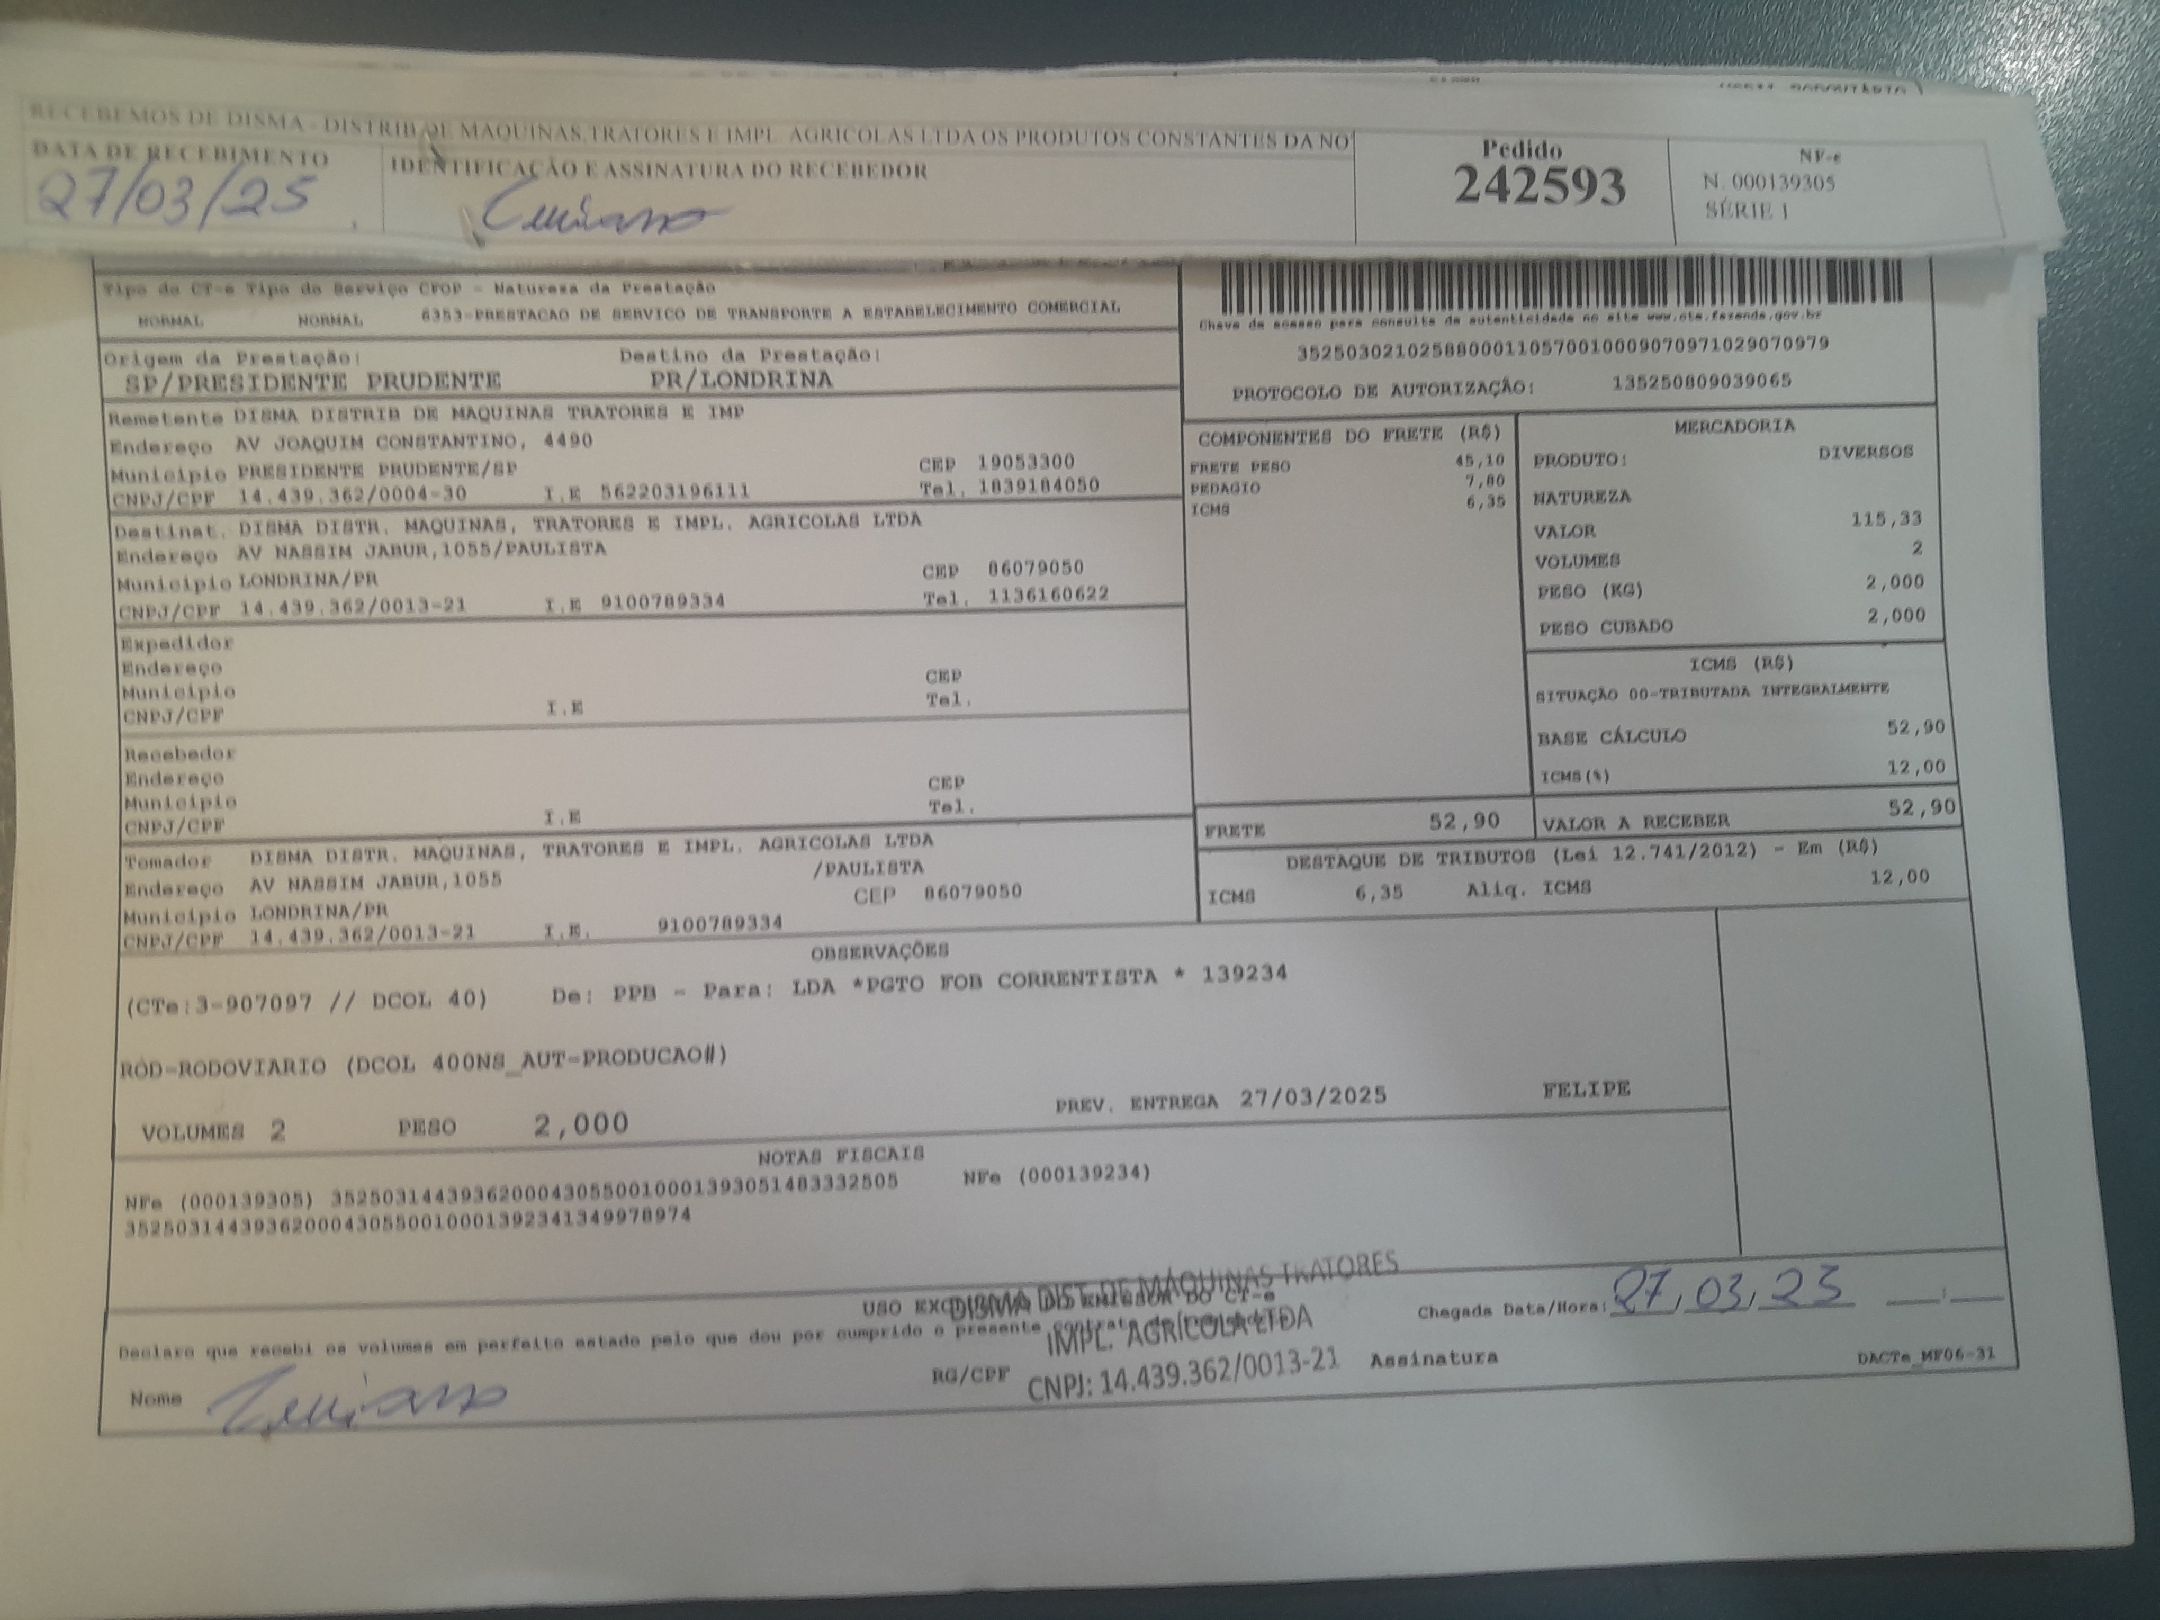 RECEBEMOS DE DISMA - DISTRIB DE MAQUINAS,TRATORES E IMPL. AGRICOLAS LTDA OS PRODUTOS CONSTANTES DA NO
DATA DE RECEBIMENTO
27/03/25
IDENTIFICAÇÃO E ASSINATURA DO RECEBEDOR
Pedido
242593
NF-e
N. 000139305
SÉRIE 1
Tipo do CT-e Tipo do Serviço CFOP - Natureza da Prestação
NORMAL NORMAL 6353-PRESTACAO DE SERVICO DE TRANSPORTE A ESTABELECIMENTO COMERCIAL
Chave de acesso para consulta de autenticidade no site www.cte.fazenda.gov.br
35250302102588000110570010009070971029070979
PROTOCOLO DE AUTORIZAÇÃO: 135250809039065
Origem da Prestação: Destino da Prestação:
SP/PRESIDENTE PRUDENTE PR/LONDRINA
Remetente DISMA DISTRIB DE MAQUINAS TRATORES E IMP
Endereço AV JOAQUIM CONSTANTINO, 4490
Municipio PRESIDENTE PRUDENTE/SP CEP 19053300
CNPJ/CPF 14.439.362/0004-30 I.E 562203196111 Tel. 1839184050
Destinat. DISMA DISTR. MAQUINAS, TRATORES E IMPL. AGRICOLAS LTDA
Endereço AV NASSIM JABUR,1055/PAULISTA
Municipio LONDRINA/PR CEP 86079050
CNPJ/CPF 14.439.362/0013-21 I.E 9100789334 Tel. 1136160622
Expedidor
Endereço
Municipio CEP
CNPJ/CPF I.E Tel.
Recebedor
Endereço
Municipio CEP
CNPJ/CPF I.E Tel.
Tomador DISMA DISTR. MAQUINAS, TRATORES E IMPL. AGRICOLAS LTDA
Endereço AV NASSIM JABUR,1055 /PAULISTA
Municipio LONDRINA/PR CEP 86079050
CNPJ/CPF 14.439.362/0013-21 I.E. 9100789334
COMPONENTES DO FRETE (R$)
FRETE PESO 45,10
PEDAGIO 7,80
ICMS 6,35
MERCADORIA
PRODUTO: DIVERSOS
NATUREZA
VALOR 115,33
VOLUMES 2
PESO (KG) 2,000
PESO CUBADO 2,000
ICMS (R$)
SITUAÇÃO 00-TRIBUTADA INTEGRALMENTE
BASE CÁLCULO 52,90
ICMS(%) 12,00
FRETE 52,90 VALOR A RECEBER 52,90
DESTAQUE DE TRIBUTOS (Lei 12.741/2012) - Em (R$)
ICMS 6,35 Aliq. ICMS 12,00
OBSERVAÇÕES
(CTe:3-907097 // DCOL 40) De: PPB - Para: LDA *PGTO FOB CORRENTISTA * 139234
ROD-RODOVIARIO (DCOL 400NS_AUT-PRODUCAO#)
VOLUMES 2 PESO 2,000 PREV. ENTREGA 27/03/2025 FELIPE
NOTAS FISCAIS
NFe (000139305) 35250314439362000430550010001393051483332505 NFe (000139234)
35250314439362000430550010001392341349978974
DISMA DIST. DE MÁQUINAS TRATORES
IMPL. AGRÍCOLA LTDA
CNPJ: 14.439.362/0013-21
Chegada Data/Hora: 27/03/25
Declaro que recebi os volumes em perfeito estado pelo que dou por cumprido o presente
Nome RG/CPF Assinatura
DACTe_MF06-31